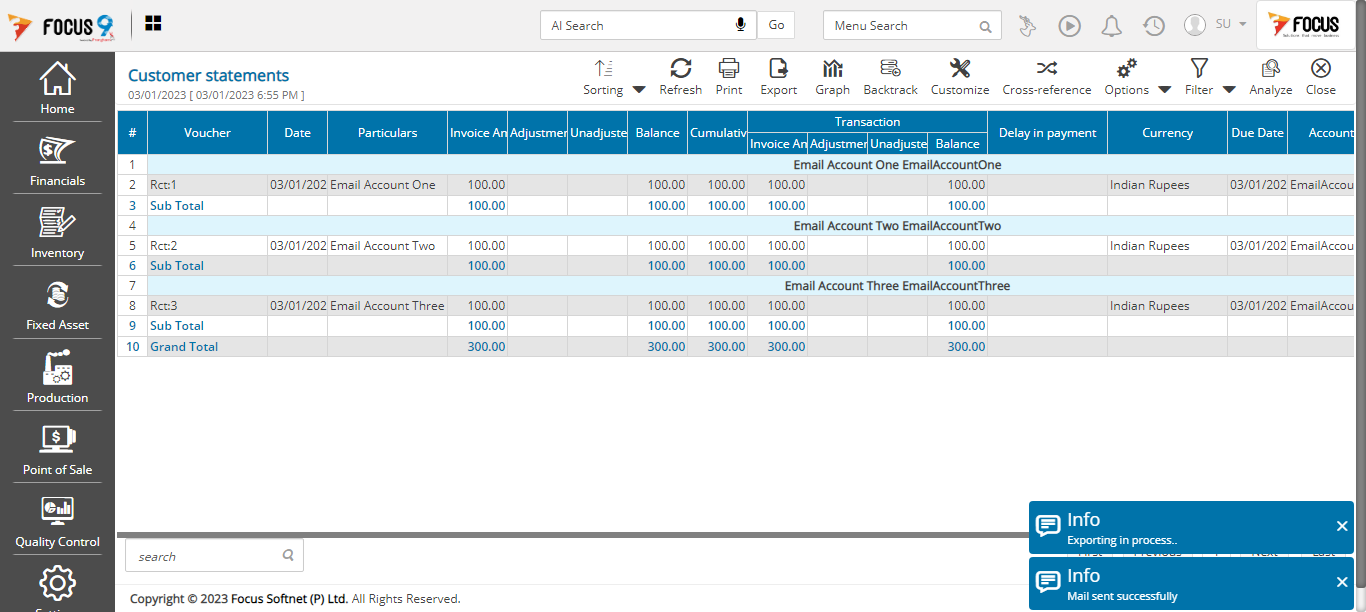 FOCUS 9 AI Search Go Menu Search SU FOCUS
Home
Financials
Inventory
Fixed Asset
Production
Point of Sale
Quality Control
Customer statements
03/01/2023 [ 03/01/2023 6:55 PM ]
Sorting Refresh Print Export Graph Backtrack Customize Cross-reference Options Filter Analyze Close
# Voucher Date Particulars Invoice An Adjustmer Unadjuste Balance Cumulativ Transaction Delay in payment Currency Due Date Account
Invoice An Adjustmer Unadjuste Balance
1 Email Account One EmailAccountOne
2 Rct:1 03/01/202 Email Account One 100.00 100.00 100.00 100.00 100.00 Indian Rupees 03/01/202 EmailAccou
3 Sub Total 100.00 100.00 100.00 100.00 100.00
4 Email Account Two EmailAccountTwo
5 Rct:2 03/01/202 Email Account Two 100.00 100.00 100.00 100.00 100.00 Indian Rupees 03/01/202 EmailAccou
6 Sub Total 100.00 100.00 100.00 100.00 100.00
7 Email Account Three EmailAccountThree
8 Rct:3 03/01/202 Email Account Three 100.00 100.00 100.00 100.00 100.00 Indian Rupees 03/01/202 EmailAccou
9 Sub Total 100.00 100.00 100.00 100.00 100.00
10 Grand Total 300.00 300.00 300.00 300.00 300.00
search
Info
Exporting in process..
Info
Mail sent successfully
Copyright © 2023 Focus Softnet (P) Ltd. All Rights Reserved.